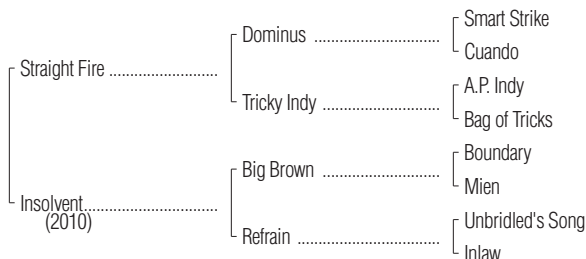 Smart Strike
Dominus
Cuando
Straight Fire
A.P. Indy
Tricky Indy
Bag of Tricks
Boundary
Big Brown
Mien
Insolvent
(2010)
Unbridled's Song
Refrain
Inlaw